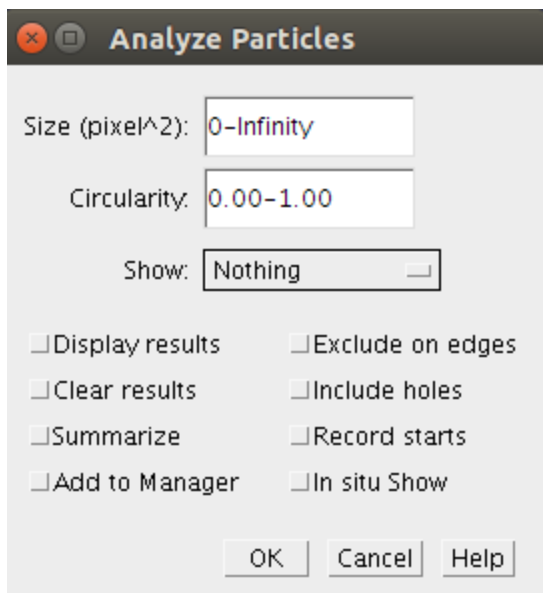 Analyze Particles
Size (pixel^2): 0-Infinity
Circularity: 0.00-1.00
Show: Nothing
Display results Exclude on edges
Clear results Include holes
Summarize Record starts
Add to Manager In situ Show
OK Cancel Help